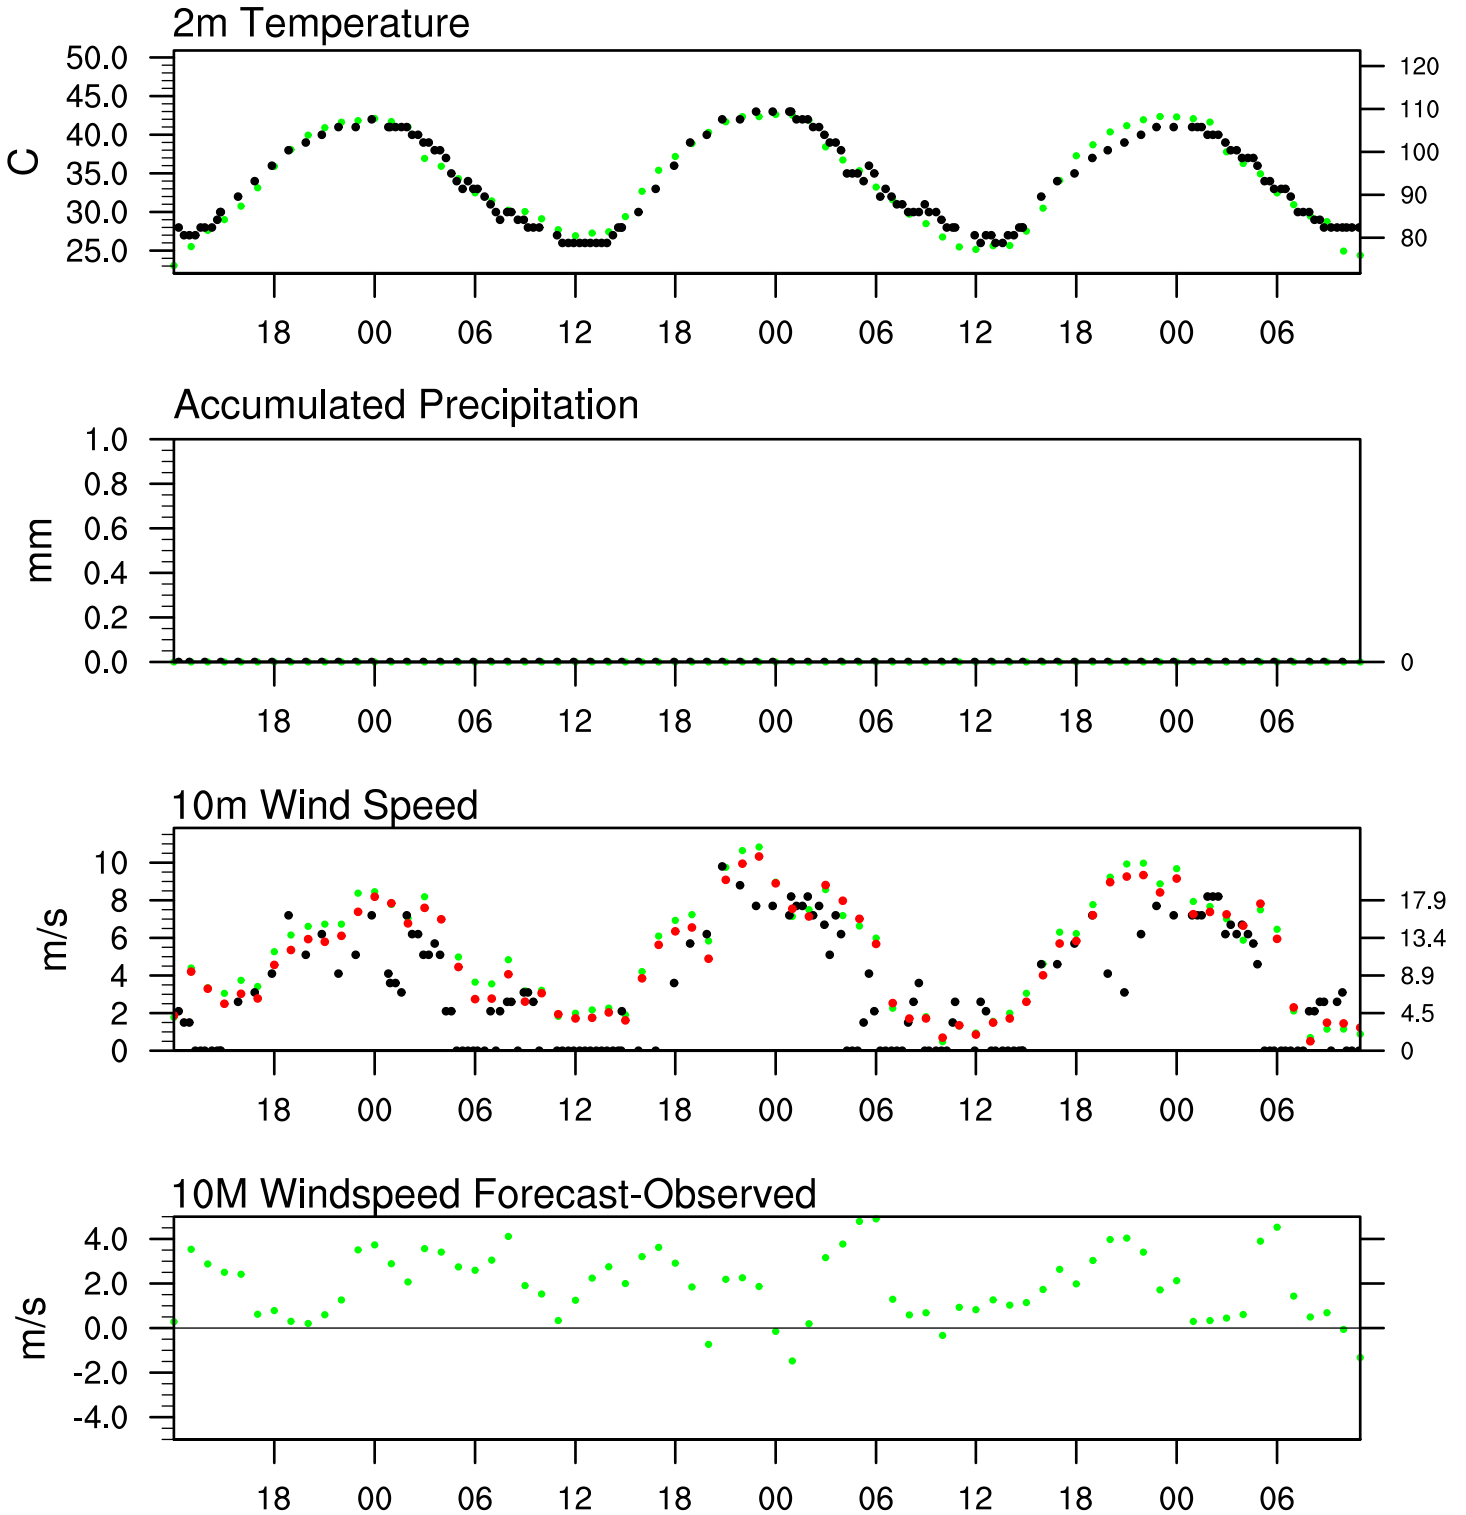 2m Temperature
50.0
45.0
40.0
35.0
30.0
25.0
C
120
110
100
90
80
18 00 06 12 18 00 06 12 18 00 06
Accumulated Precipitation
1.0
0.8
0.6
0.4
0.2
0.0
mm
0
18 00 06 12 18 00 06 12 18 00 06
10m Wind Speed
10
8
6
4
2
0
m/s
17.9
13.4
8.9
4.5
0
18 00 06 12 18 00 06 12 18 00 06
10M Windspeed Forecast-Observed
4.0
2.0
0.0
-2.0
-4.0
m/s
18 00 06 12 18 00 06 12 18 00 06